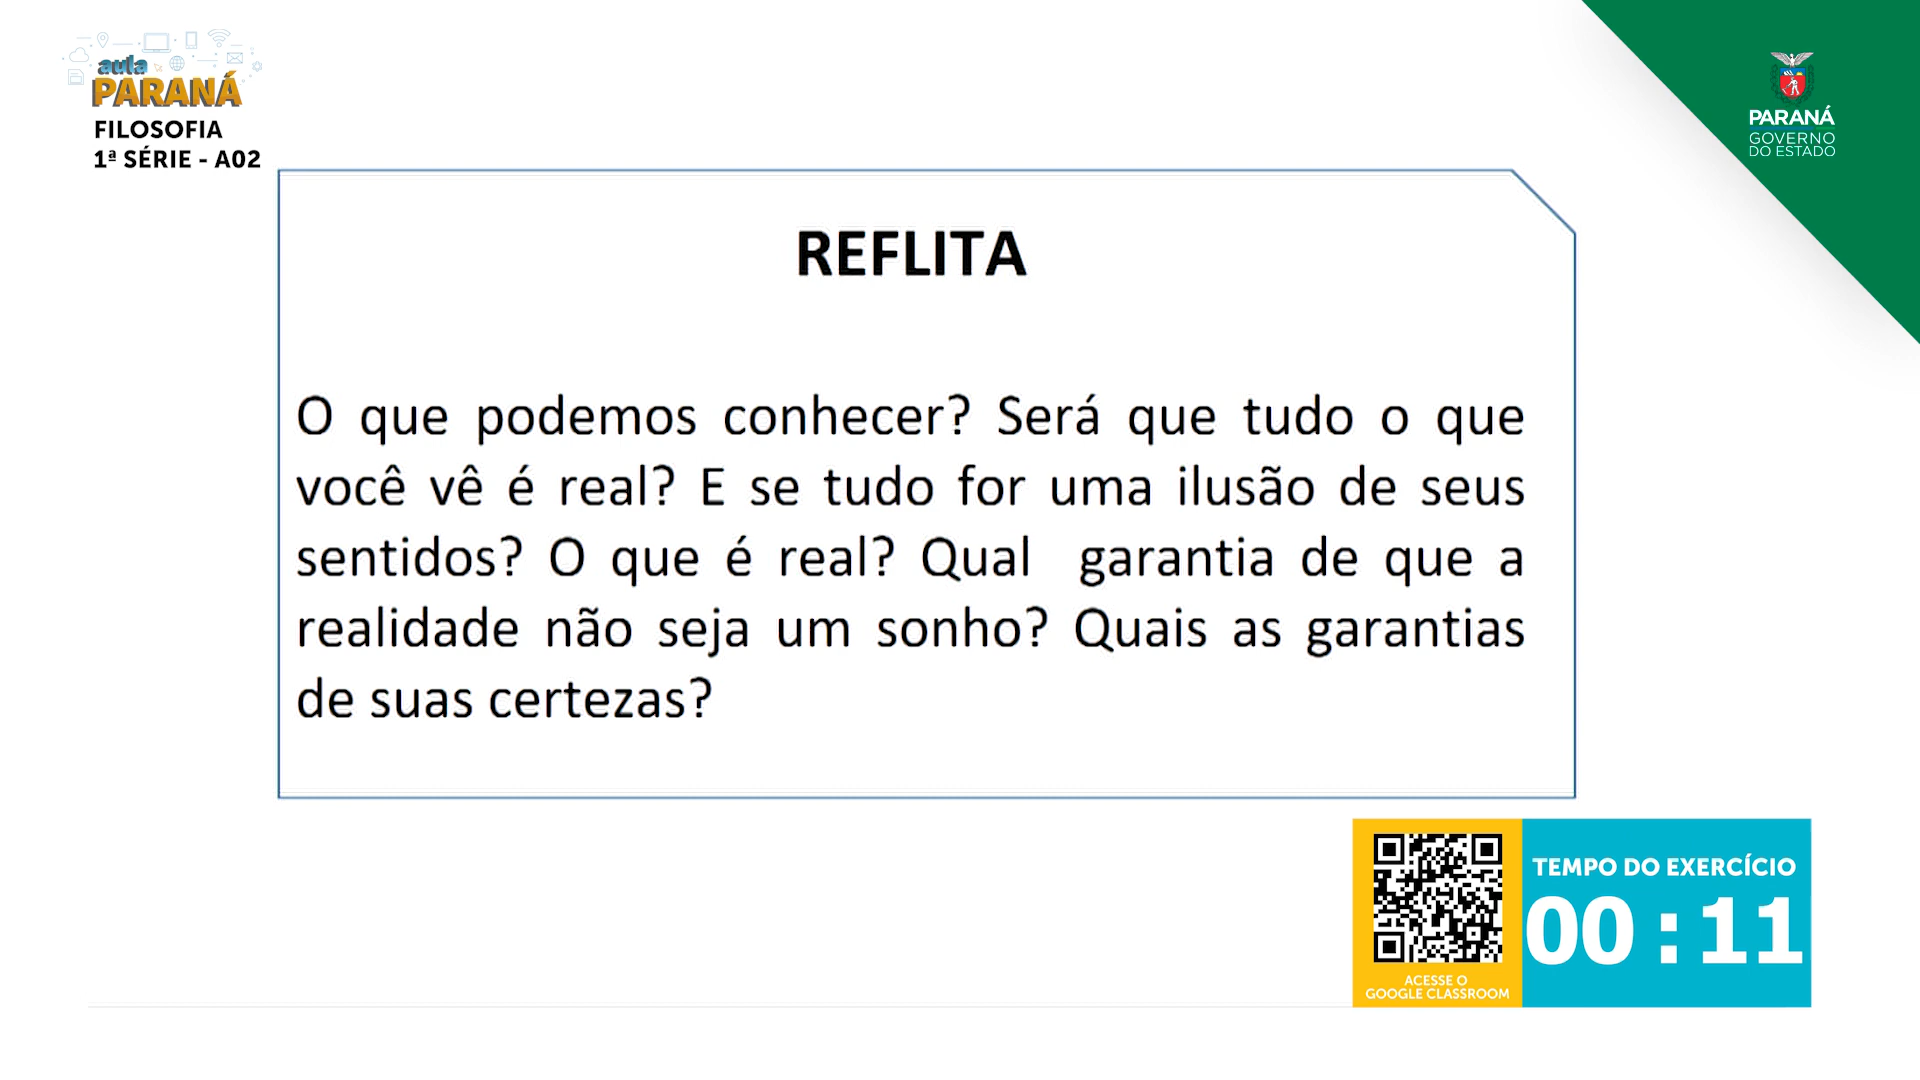 aula
PARANÁ
FILOSOFIA
1ª SÉRIE - A02
PARANÁ
GOVERNO
DO ESTADO
REFLITA
O que podemos conhecer? Será que tudo o que
você vê é real? E se tudo for uma ilusão de seus
sentidos? O que é real? Qual garantia de que a
realidade não seja um sonho? Quais as garantias
de suas certezas?
ACESSE O
GOOGLE CLASSROOM
TEMPO DO EXERCÍCIO
00:11